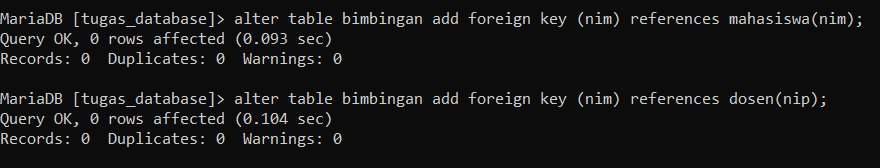 MariaDB [tugas_database]> alter table bimbingan add foreign key (nim) references mahasiswa(nim);
Query OK, 0 rows affected (0.093 sec)
Records: 0  Duplicates: 0  Warnings: 0

MariaDB [tugas_database]> alter table bimbingan add foreign key (nim) references dosen(nip);
Query OK, 0 rows affected (0.104 sec)
Records: 0  Duplicates: 0  Warnings: 0